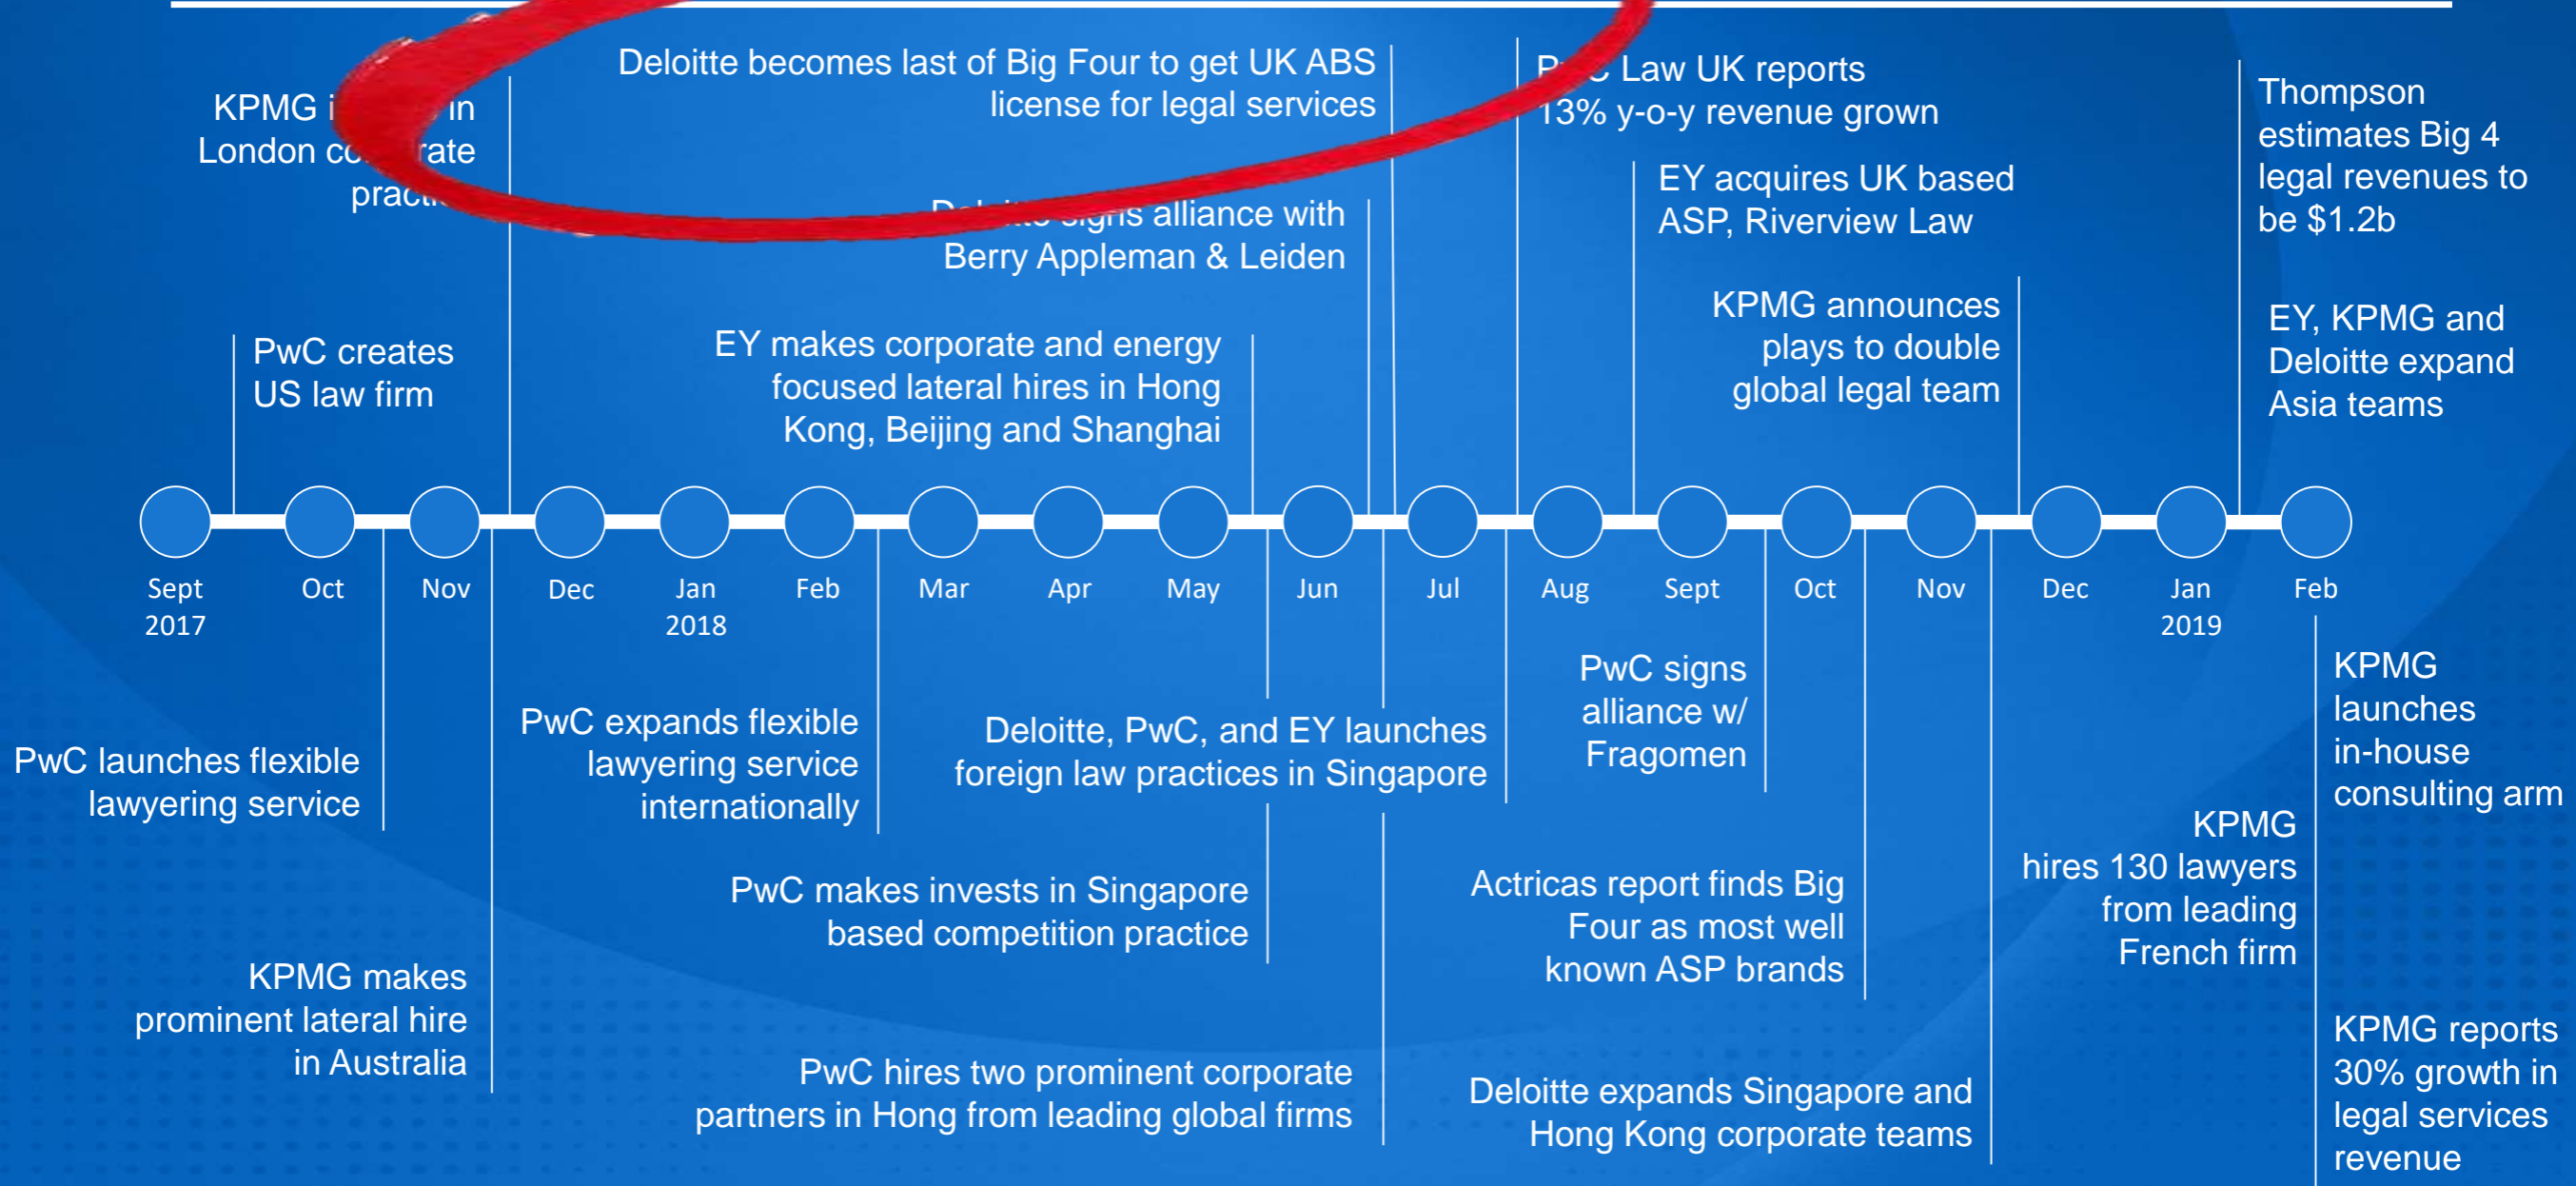 Deloitte becomes last of Big Four to get UK ABS
license for legal services
KPMG in
London
Law UK reports
13% y-o-y revenue grown
Thompson
estimates Big 4
legal revenues to
be $1.2b
EY acquires UK based
ASP, Riverview Law
signs alliance with
Berry Appleman & Leiden
KPMG announces
plays to double
global legal team
EY, KPMG and
Deloitte expand
Asia teams
PwC creates
US law firm
EY makes corporate and energy
focused lateral hires in Hong
Kong, Beijing and Shanghai
Sept
2017
Oct
Nov
Dec
Jan
2018
Feb
Mar
Apr
May
Jun
Jul
Aug
Sept
Oct
Nov
Dec
Jan
2019
Feb
PwC launches flexible
lawyering service
KPMG makes
prominent lateral hire
in Australia
PwC expands flexible
lawyering service
internationally
Deloitte, PwC, and EY launches
foreign law practices in Singapore
PwC makes invests in Singapore
based competition practice
PwC hires two prominent corporate
partners in Hong from leading global firms
PwC signs
alliance w/
Fragomen
Actricas report finds Big
Four as most well
known ASP brands
Deloitte expands Singapore and
Hong Kong corporate teams
KPMG
hires 130 lawyers
from leading
French firm
KPMG
launches
in-house
consulting arm
KPMG reports
30% growth in
legal services
revenue